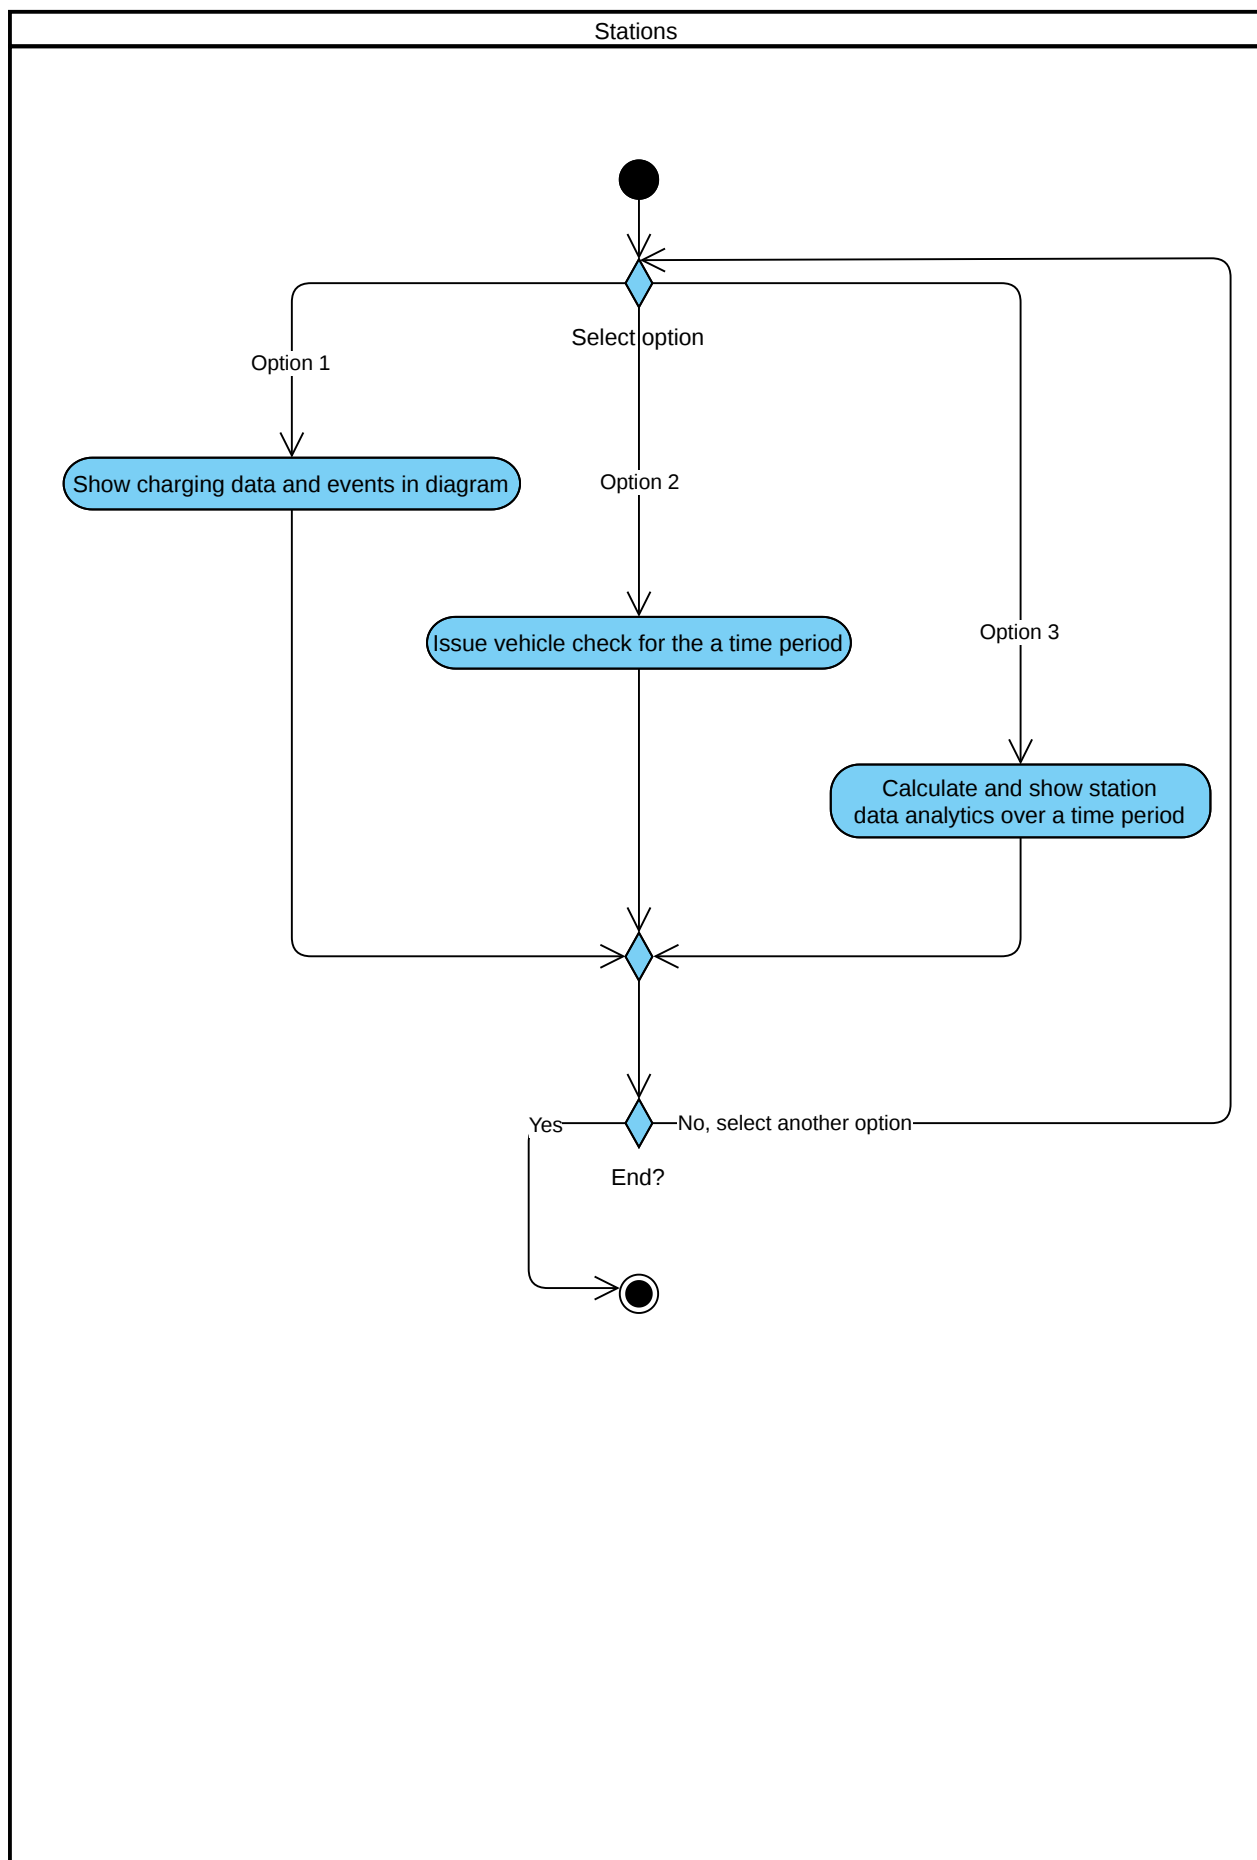 Stations
Select option
Option 1
Show charging data and events in diagram
Option 2
Issue vehicle check for the a time period
Option 3
Calculate and show station
data analytics over a time period
Yes
No, select another option
End?